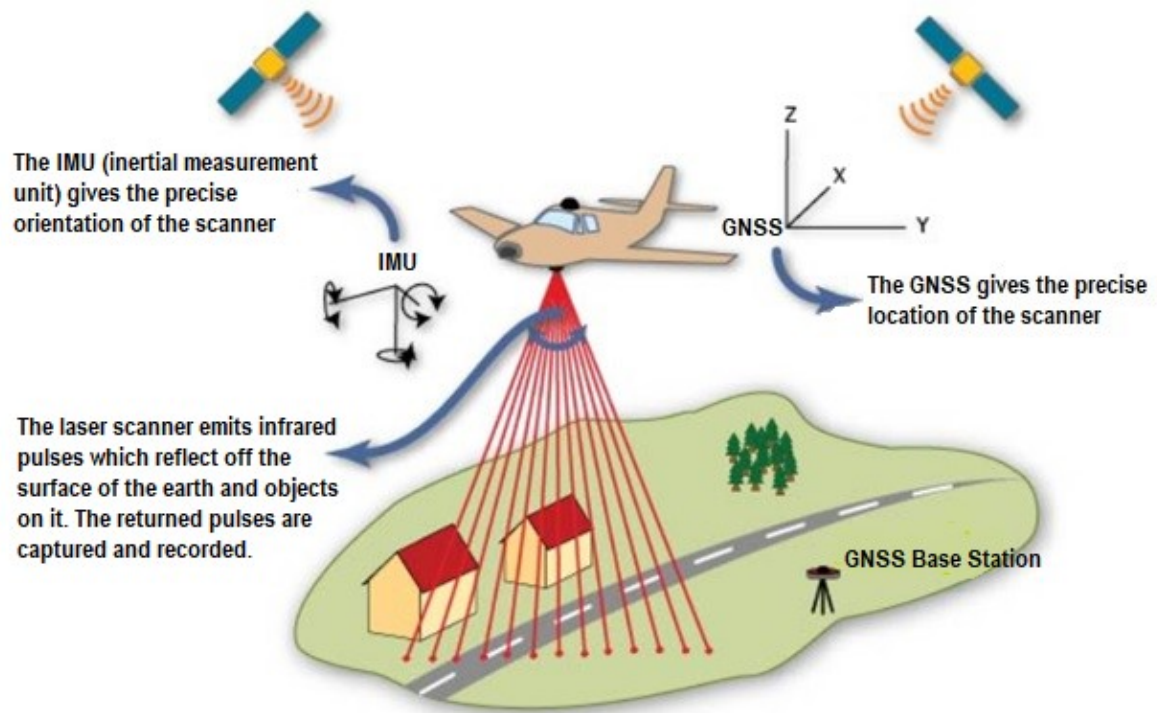 The IMU (inertial measurement
unit) gives the precise
orientation of the scanner
IMU
Z
X
Y
GNSS
The GNSS gives the precise
location of the scanner
The laser scanner emits infrared
pulses which reflect off the
surface of the earth and objects
on it. The returned pulses are
captured and recorded.
GNSS Base Station